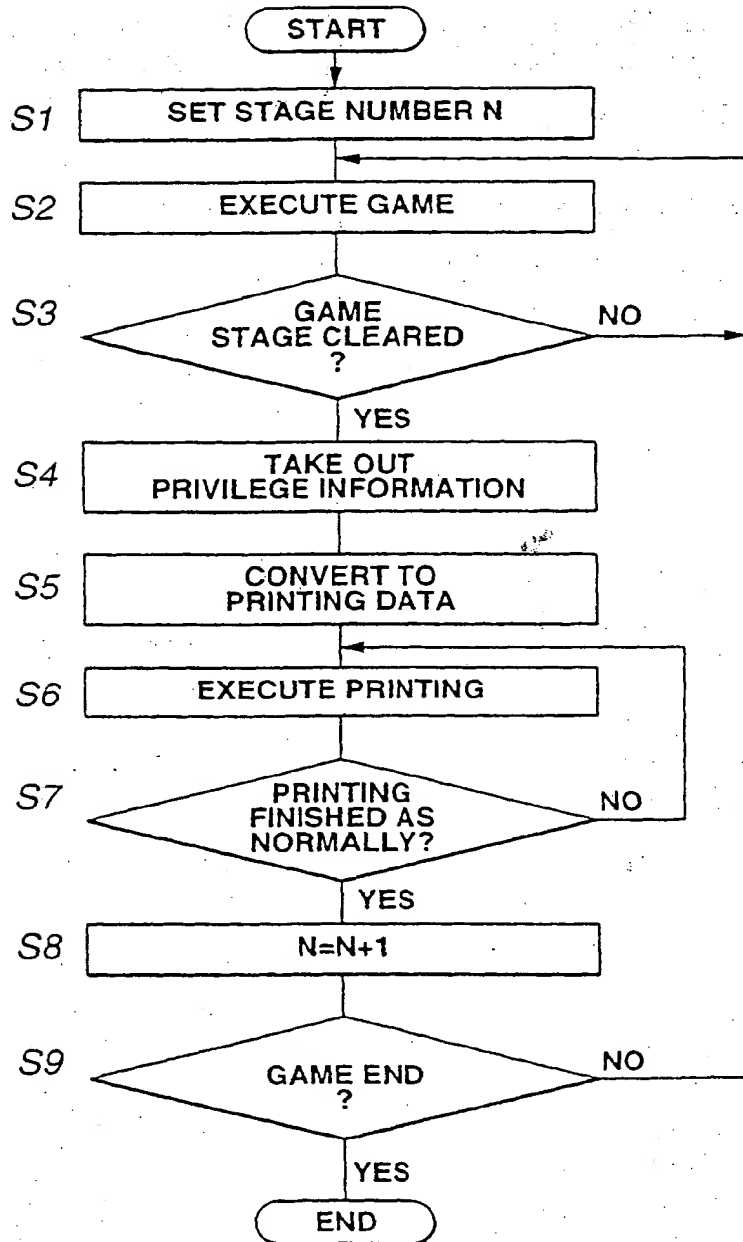 START
S1
SET STAGE NUMBER N
S2
EXECUTE GAME
S3
GAME
STAGE CLEARED
?
NO
YES
S4
TAKE OUT
PRIVILEGE INFORMATION
S5
CONVERT TO
PRINTING DATA
S6
EXECUTE PRINTING
S7
PRINTING
FINISHED AS
NORMALLY?
NO
YES
S8
N=N+1
S9
GAME END
?
NO
YES
END